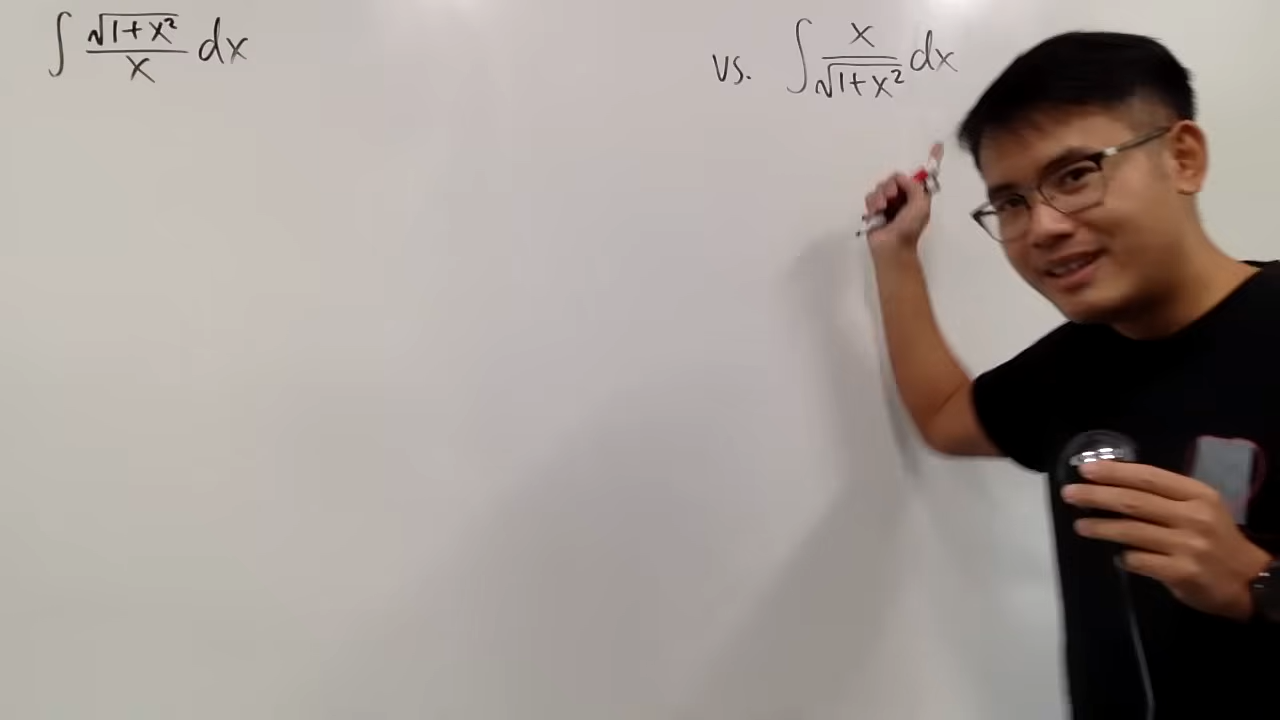 ∫ √(1+x²)/x dx
vs. ∫ x/√(1+x²) dx